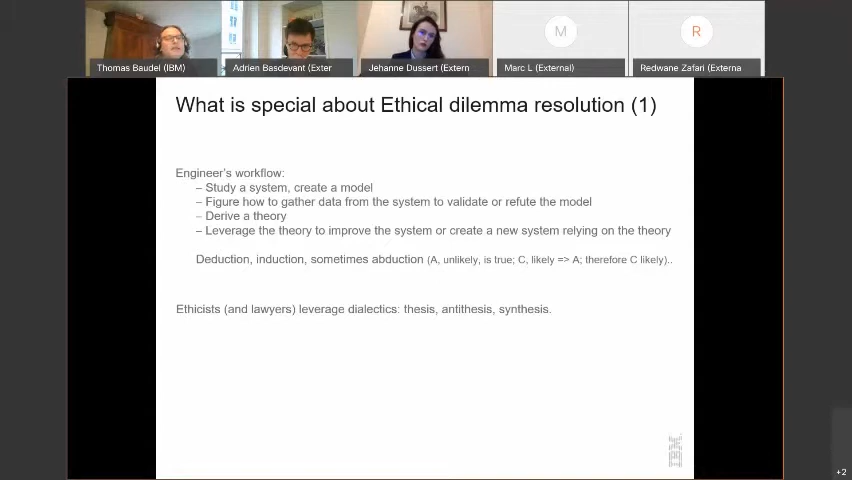 Thomas Baudel (IBM)
Adrien Basdevant (Exter
Jehanne Dussert (Extern
M
Marc L (External)
R
Redwane Zafari (Externa
What is special about Ethical dilemma resolution (1)
Engineer's workflow:
– Study a system, create a model
– Figure how to gather data from the system to validate or refute the model
– Derive a theory
– Leverage the theory to improve the system or create a new system relying on the theory
Deduction, induction, sometimes abduction (A, unlikely, is true; C, likely => A; therefore C likely)..
Ethicists (and lawyers) leverage dialectics: thesis, antithesis, synthesis.
IBM
+2